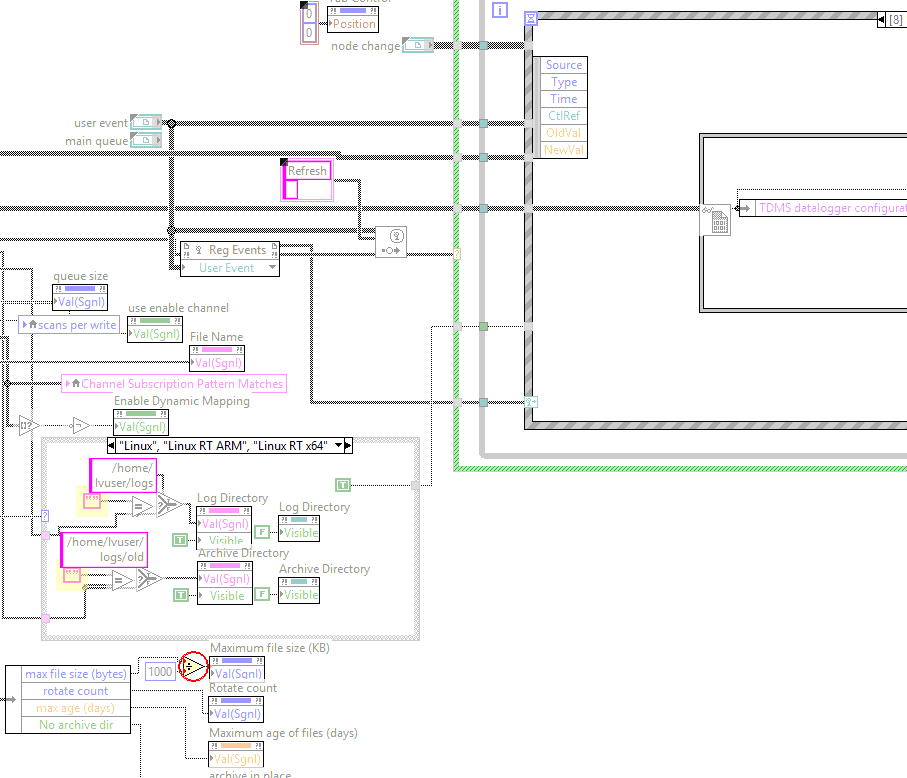 Tab Control
0
0
Position
i
[8]
node change
Source
Type
Time
CtlRef
OldVal
NewVal
user event
main queue
Refresh
TDMS datalogger configurat
Reg Events
User Event
queue size
Val(Sgnl)
use enable channel
scans per write
Val(Sgnl)
File Name
Val(Sgnl)
Channel Subscription Pattern Matches
Enable Dynamic Mapping
Val(Sgnl)
"Linux", "Linux RT ARM", "Linux RT x64"
/home/
lvuser/logs
T
Log Directory
Val(Sgnl)
Visible
T
Log Directory
F
Visible
/home/lvuser/
logs/old
Archive Directory
Val(Sgnl)
Visible
T
Archive Directory
F
Visible
Maximum file size (KB)
1000
Val(Sgnl)
max file size (bytes)
rotate count
max age (days)
No archive dir
Rotate count
Val(Sgnl)
Maximum age of files (days)
Val(Sgnl)
archive in place